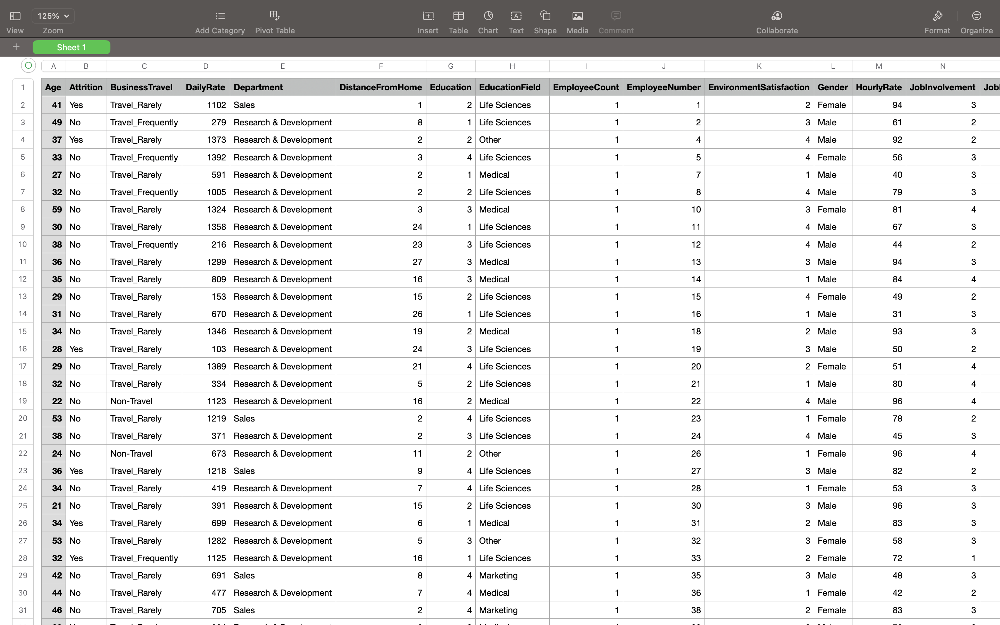 125%
View Zoom Add Category Pivot Table Insert Table Chart Text Shape Media Comment Collaborate Format Organize
Sheet 1
A B C D E F G H I J K L M N
1 Age Attrition BusinessTravel DailyRate Department DistanceFromHome Education EducationField EmployeeCount EmployeeNumber EnvironmentSatisfaction Gender HourlyRate JobInvolvement
2 41 Yes Travel_Rarely 1102 Sales 1 2 Life Sciences 1 1 2 Female 94 3
3 49 No Travel_Frequently 279 Research & Development 8 1 Life Sciences 1 2 3 Male 61 2
4 37 Yes Travel_Rarely 1373 Research & Development 2 2 Other 1 4 4 Male 92 2
5 33 No Travel_Frequently 1392 Research & Development 3 4 Life Sciences 1 5 4 Female 56 3
6 27 No Travel_Rarely 591 Research & Development 2 1 Medical 1 7 1 Male 40 3
7 32 No Travel_Frequently 1005 Research & Development 2 2 Life Sciences 1 8 4 Male 79 3
8 59 No Travel_Rarely 1324 Research & Development 3 3 Medical 1 10 3 Female 81 4
9 30 No Travel_Rarely 1358 Research & Development 24 1 Life Sciences 1 11 4 Male 67 3
10 38 No Travel_Frequently 216 Research & Development 23 3 Life Sciences 1 12 4 Male 44 2
11 36 No Travel_Rarely 1299 Research & Development 27 3 Medical 1 13 3 Male 94 3
12 35 No Travel_Rarely 809 Research & Development 16 3 Medical 1 14 1 Male 84 4
13 29 No Travel_Rarely 153 Research & Development 15 2 Life Sciences 1 15 4 Female 49 2
14 31 No Travel_Rarely 670 Research & Development 26 1 Life Sciences 1 16 1 Male 31 3
15 34 No Travel_Rarely 1346 Research & Development 19 2 Medical 1 18 2 Male 93 3
16 28 Yes Travel_Rarely 103 Research & Development 24 3 Life Sciences 1 19 3 Male 50 2
17 29 No Travel_Rarely 1389 Research & Development 21 4 Life Sciences 1 20 2 Female 51 4
18 32 No Travel_Rarely 334 Research & Development 5 2 Life Sciences 1 21 1 Male 80 4
19 22 No Non-Travel 1123 Research & Development 16 2 Medical 1 22 4 Male 96 4
20 53 No Travel_Rarely 1219 Sales 2 4 Life Sciences 1 23 1 Female 78 2
21 38 No Travel_Rarely 371 Research & Development 2 3 Life Sciences 1 24 4 Male 45 3
22 24 No Non-Travel 673 Research & Development 11 2 Other 1 26 1 Female 96 4
23 36 Yes Travel_Rarely 1218 Sales 9 4 Life Sciences 1 27 3 Male 82 2
24 34 No Travel_Rarely 419 Research & Development 7 4 Life Sciences 1 28 1 Female 53 3
25 21 No Travel_Rarely 391 Research & Development 15 2 Life Sciences 1 30 3 Male 96 3
26 34 Yes Travel_Rarely 699 Research & Development 6 1 Medical 1 31 2 Male 83 3
27 53 No Travel_Rarely 1282 Research & Development 5 3 Other 1 32 3 Female 58 3
28 32 Yes Travel_Frequently 1125 Research & Development 16 1 Life Sciences 1 33 2 Female 72 1
29 42 No Travel_Rarely 691 Sales 8 4 Marketing 1 35 3 Male 48 3
30 44 No Travel_Rarely 477 Research & Development 7 4 Medical 1 36 1 Female 42 2
31 46 No Travel_Rarely 705 Sales 2 4 Marketing 1 38 2 Female 83 3